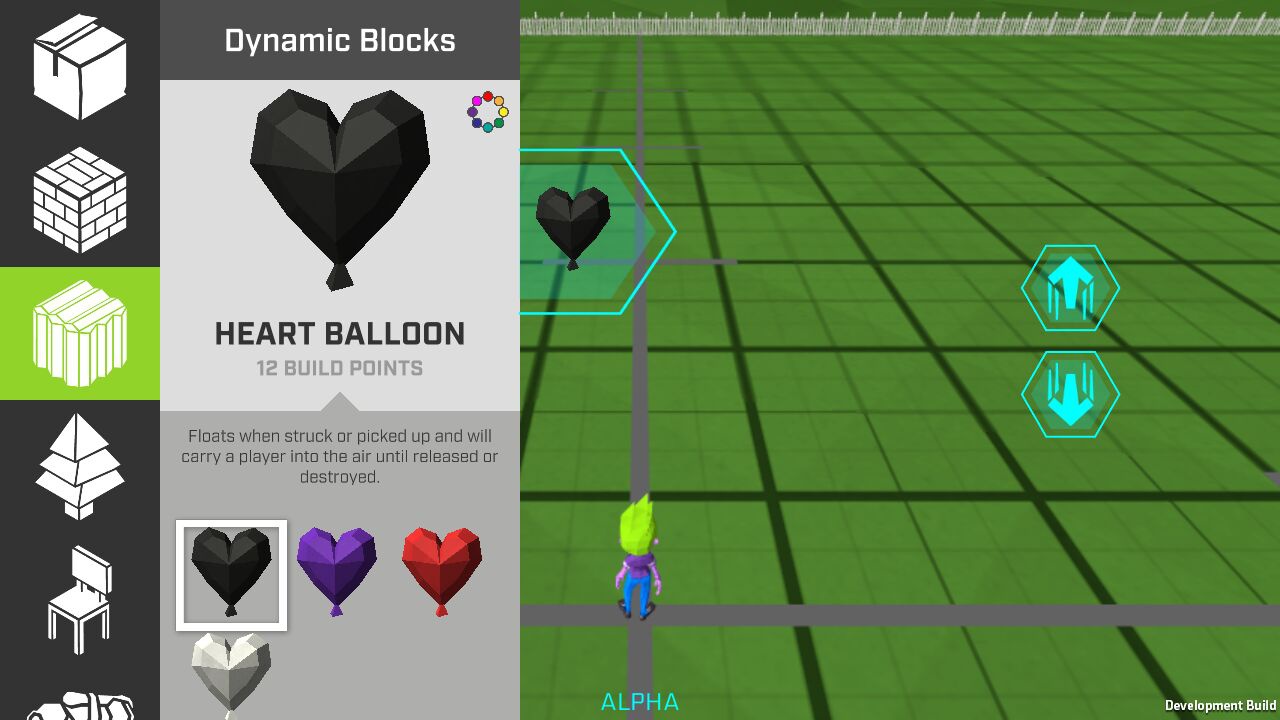 Dynamic Blocks
HEART BALLOON
12 BUILD POINTS
Floats when struck or picked up and will
carry a player into the air until released or
destroyed.
ALPHA
Development Build